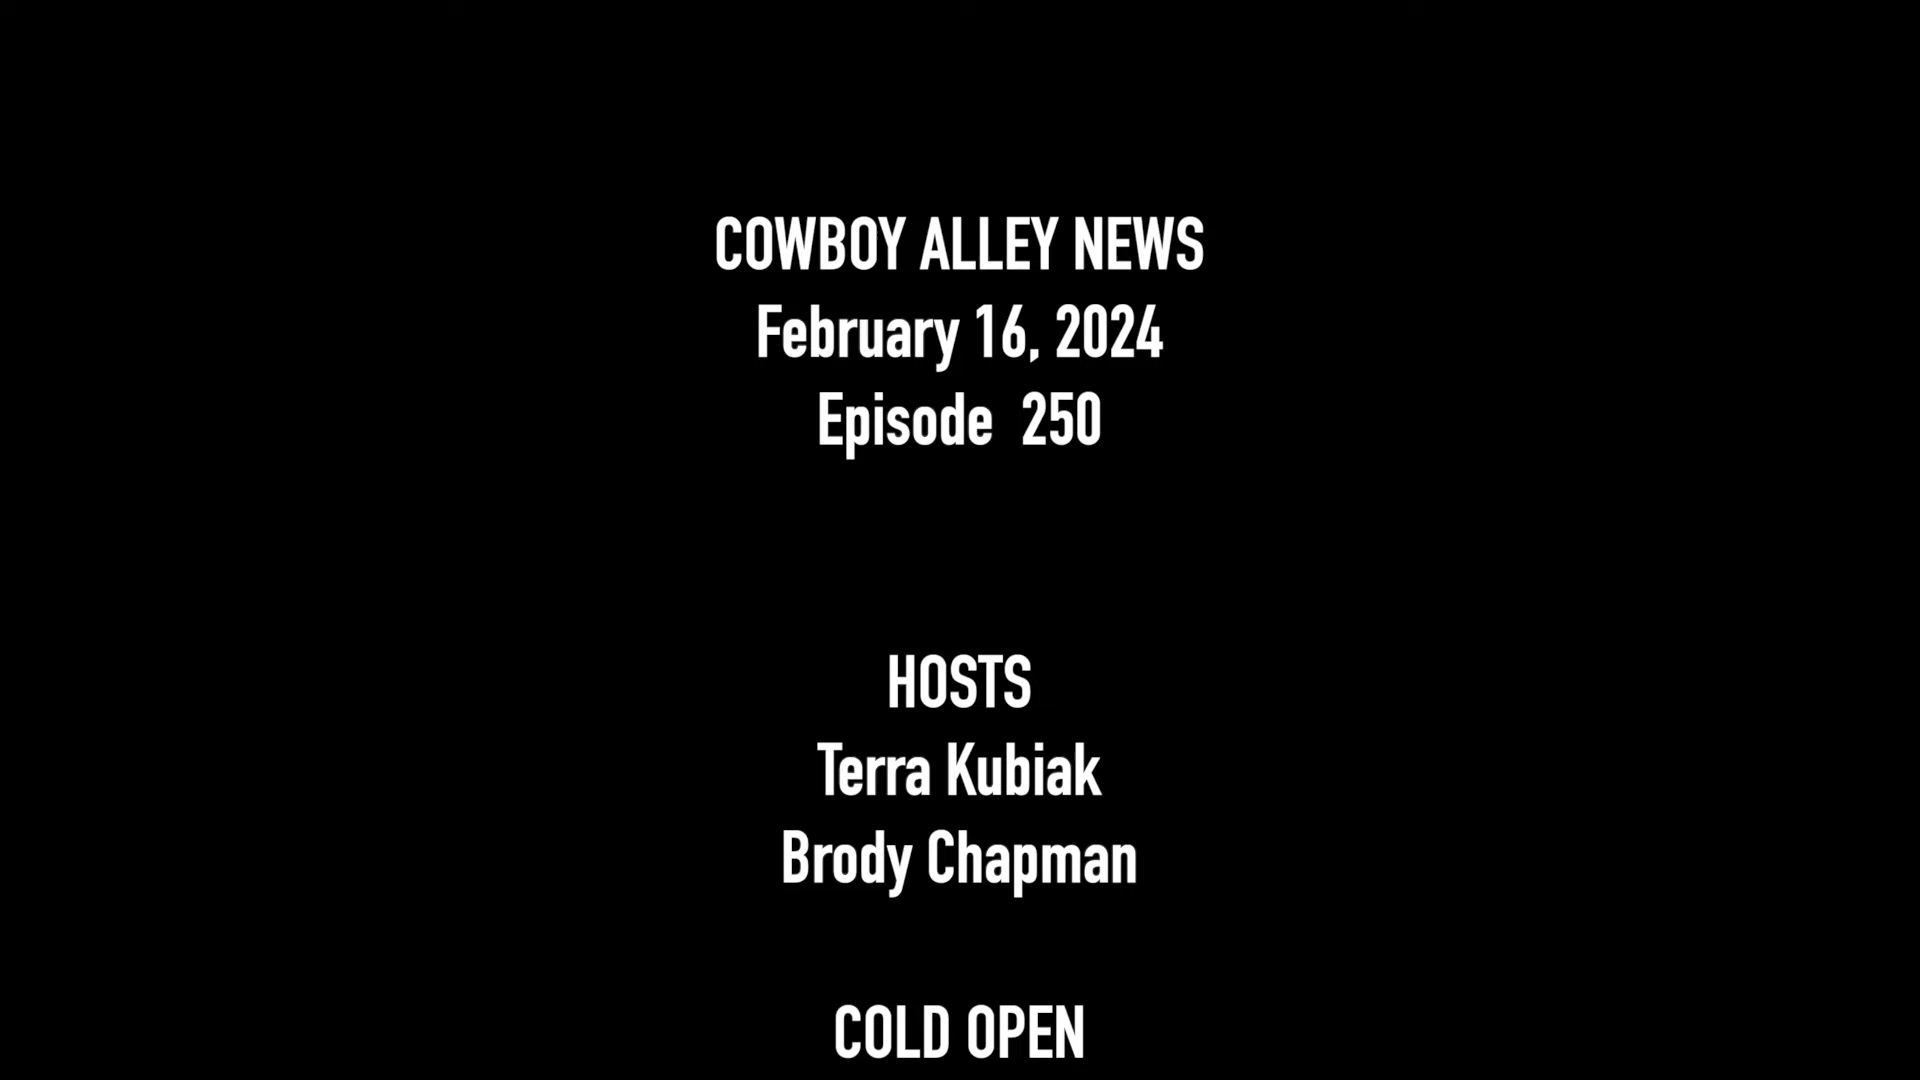 COWBOY ALLEY NEWS
February 16, 2024
Episode  250
HOSTS
Terra Kubiak
Brody Chapman
COLD OPEN